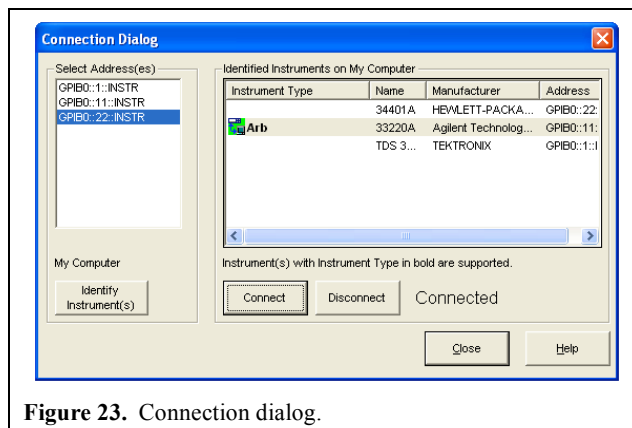 Connection Dialog
Select Address(es)
GPIB0::1::INSTR
GPIB0::11::INSTR
GPIB0::22::INSTR
My Computer
Identify
Instrument(s)
Identified Instruments on My Computer
Instrument Type Name Manufacturer Address
34401A HEWLETT-PACKA... GPIB0::22:
Arb 33220A Agilent Technolog... GPIB0::11:
TDS 3... TEKTRONIX GPIB0::1::I
Instrument(s) with Instrument Type in bold are supported.
Connect Disconnect Connected
Close Help
Figure 23. Connection dialog.